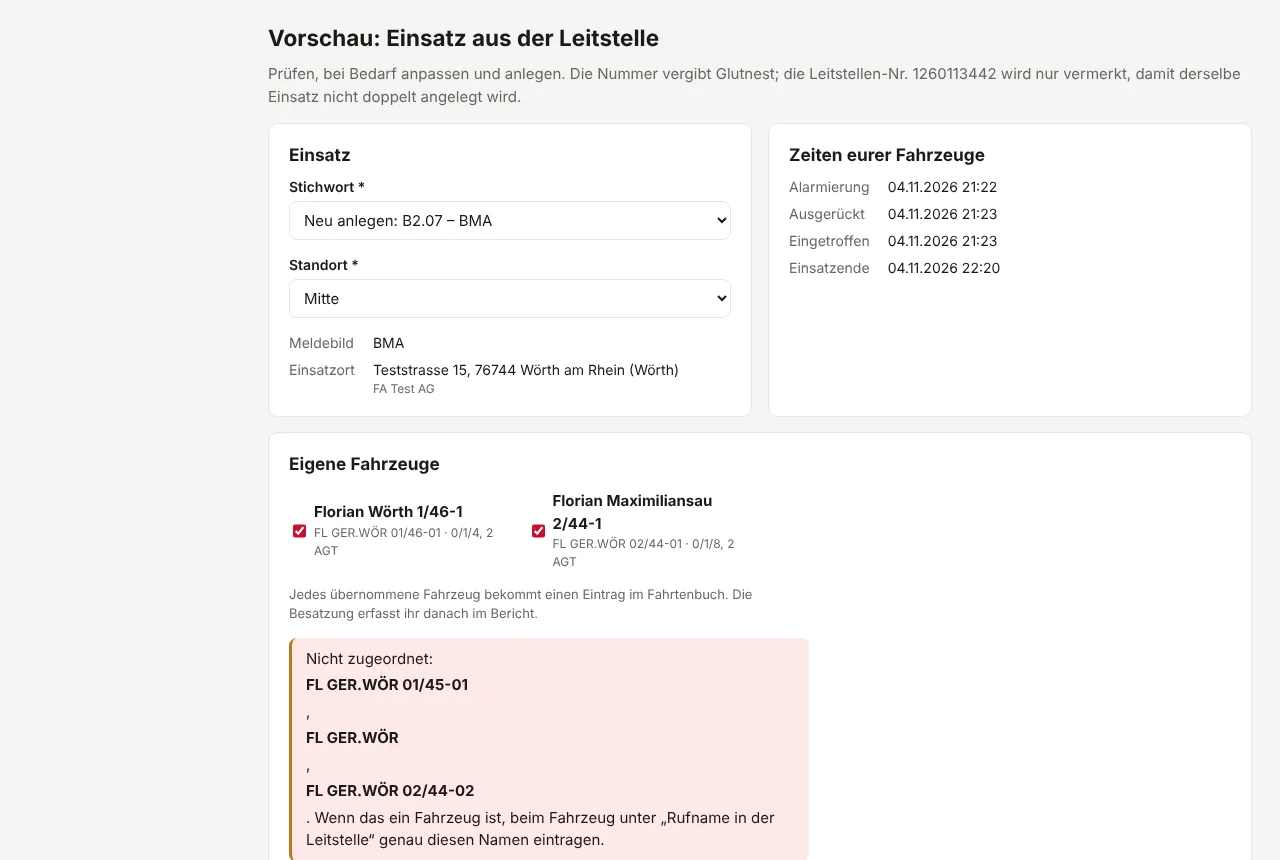 Vorschau: Einsatz aus der Leitstelle
Prüfen, bei Bedarf anpassen und anlegen. Die Nummer vergibt Glutnest; die Leitstellen-Nr. 1260113442 wird nur vermerkt, damit derselbe
Einsatz nicht doppelt angelegt wird.
Einsatz
Stichwort *
Neu anlegen: B2.07 – BMA
Standort *
Mitte
Meldebild BMA
Einsatzort Teststrasse 15, 76744 Wörth am Rhein (Wörth)
FA Test AG
Zeiten eurer Fahrzeuge
Alarmierung 04.11.2026 21:22
Ausgerückt 04.11.2026 21:23
Eingetroffen 04.11.2026 21:23
Einsatzende 04.11.2026 22:20
Eigene Fahrzeuge
Florian Wörth 1/46-1
FL GER.WÖR 01/46-01 · 0/1/4, 2
AGT
Florian Maximiliansau
2/44-1
FL GER.WÖR 02/44-01 · 0/1/8, 2
AGT
Jedes übernommene Fahrzeug bekommt einen Eintrag im Fahrtenbuch. Die
Besatzung erfasst ihr danach im Bericht.
Nicht zugeordnet:
FL GER.WÖR 01/45-01
,
FL GER.WÖR
,
FL GER.WÖR 02/44-02
. Wenn das ein Fahrzeug ist, beim Fahrzeug unter „Rufname in der
Leitstelle“ genau diesen Namen eintragen.